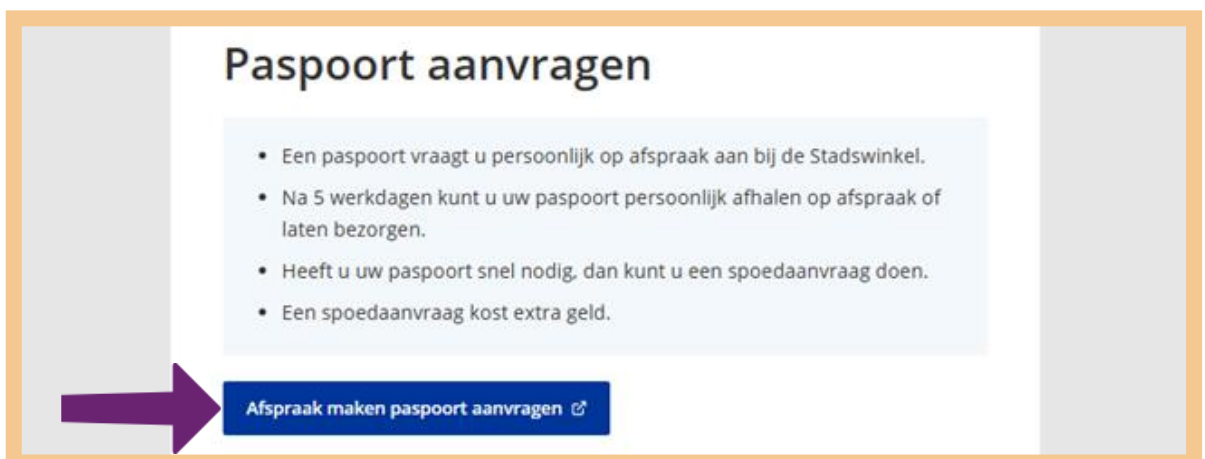 Paspoort aanvragen
• Een paspoort vraagt u persoonlijk op afspraak aan bij de Stadswinkel.
• Na 5 werkdagen kunt u uw paspoort persoonlijk afhalen op afspraak of
laten bezorgen.
• Heeft u uw paspoort snel nodig, dan kunt u een spoedaanvraag doen.
• Een spoedaanvraag kost extra geld.
Afspraak maken paspoort aanvragen